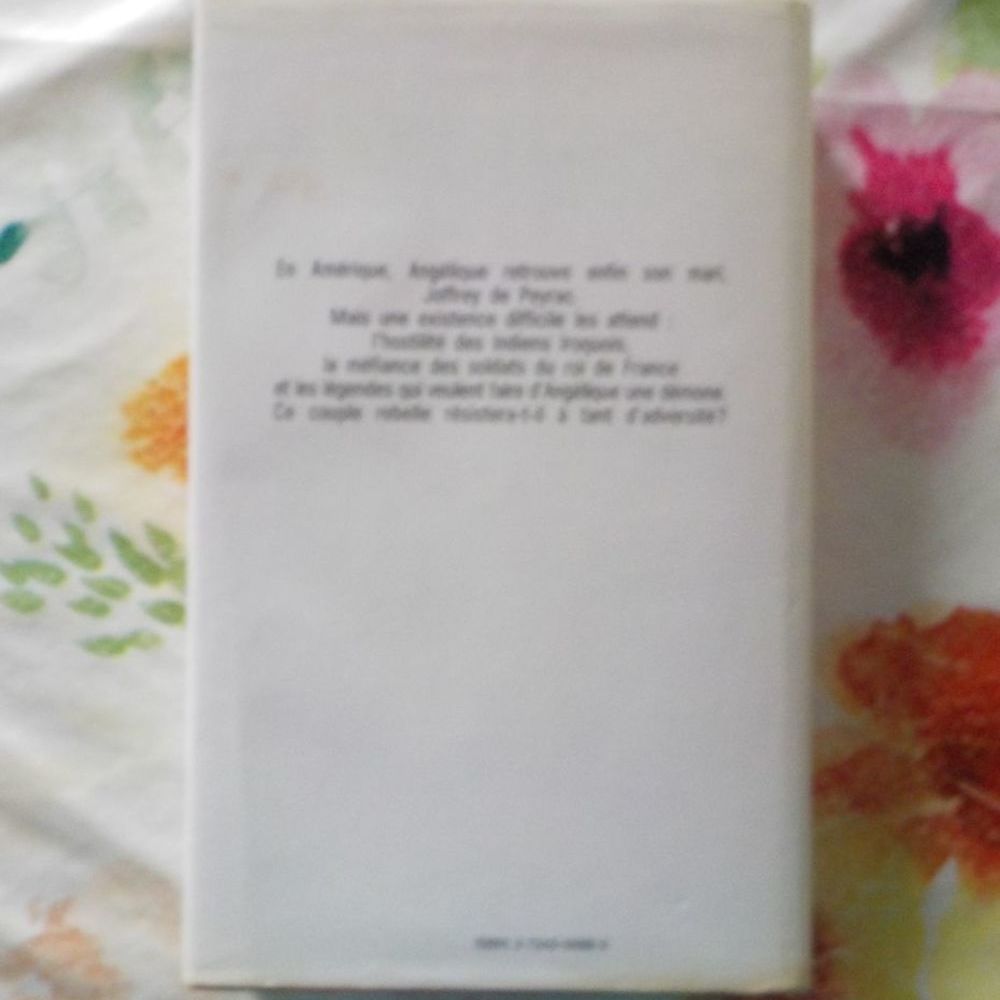 En Amérique, Angélique retrouve enfin son mari,
Joffrey de Peyrac.
Mais une existence difficile les attend :
l'hostilité des Indiens Iroquois,
la méfiance des soldats du roi de France
et les légendes qui veulent faire d'Angélique une démone.
Ce couple rebelle résistera-t-il à tant d'adversité?
ISBN